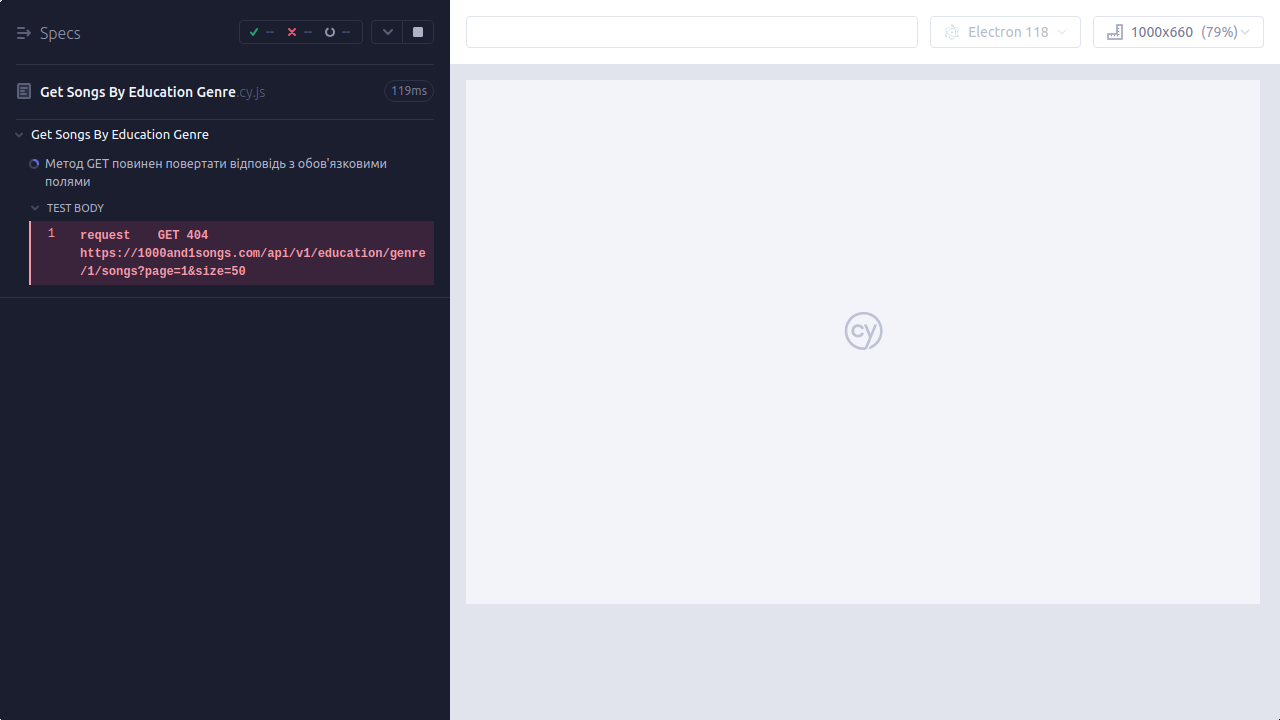 Specs
--
--
--
Electron 118
1000x660 (79%)
Get Songs By Education Genre.cy.js
119ms
Get Songs By Education Genre
Метод GET повинен повертати відповідь з обов'язковими
полями
TEST BODY
1 request GET 404
https://1000and1songs.com/api/v1/education/genre
/1/songs?page=1&size=50
cy